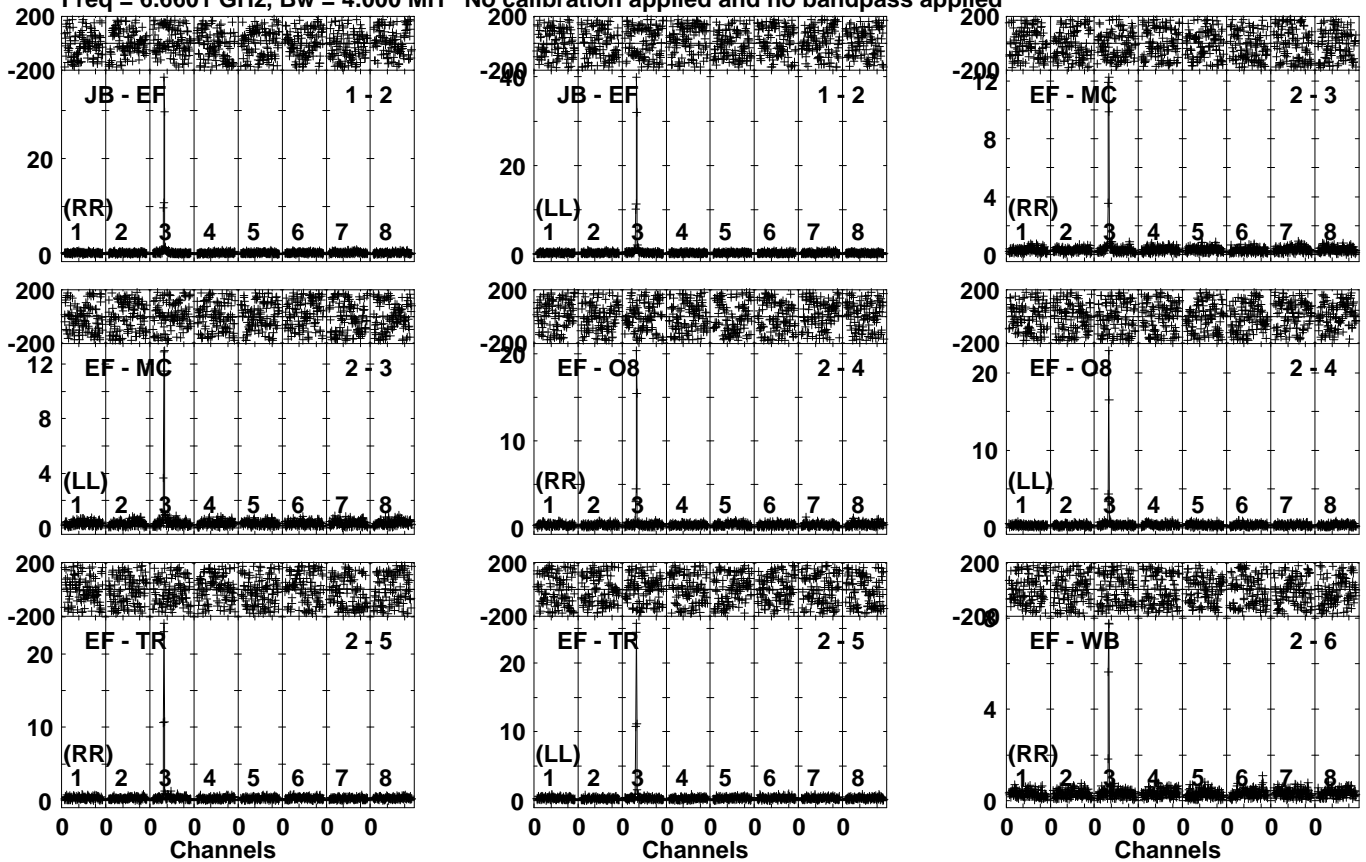 Freq = 6.6601 GHz, Bw = 4.000 MH No calibration applied and no bandpass applied
200
-200
JB - EF 1 - 2
20
(RR)
1 2 3 4 5 6 7 8
0
200
-200
40
JB - EF 1 - 2
20
(LL)
1 2 3 4 5 6 7 8
0
200
-200
12
EF - MC 2 - 3
8
4
(RR)
1 2 3 4 5 6 7 8
0
200
-200
12
EF - MC 2 - 3
8
4
(LL)
1 2 3 4 5 6 7 8
0
200
-200
20
EF - O8 2 - 4
10
(RR)
1 2 3 4 5 6 7 8
0
200
-200
EF - O8 2 - 4
20
10
(LL)
1 2 3 4 5 6 7 8
0
200
-200
EF - TR 2 - 5
20
10
(RR)
1 2 3 4 5 6 7 8
0
0 0 0 0 0 0 0 0
Channels
200
-200
EF - TR 2 - 5
20
10
(LL)
1 2 3 4 5 6 7 8
0
0 0 0 0 0 0 0 0
Channels
200
-200
8
EF - WB 2 - 6
4
(RR)
1 2 3 4 5 6 7 8
0
0 0 0 0 0 0 0 0
Channels